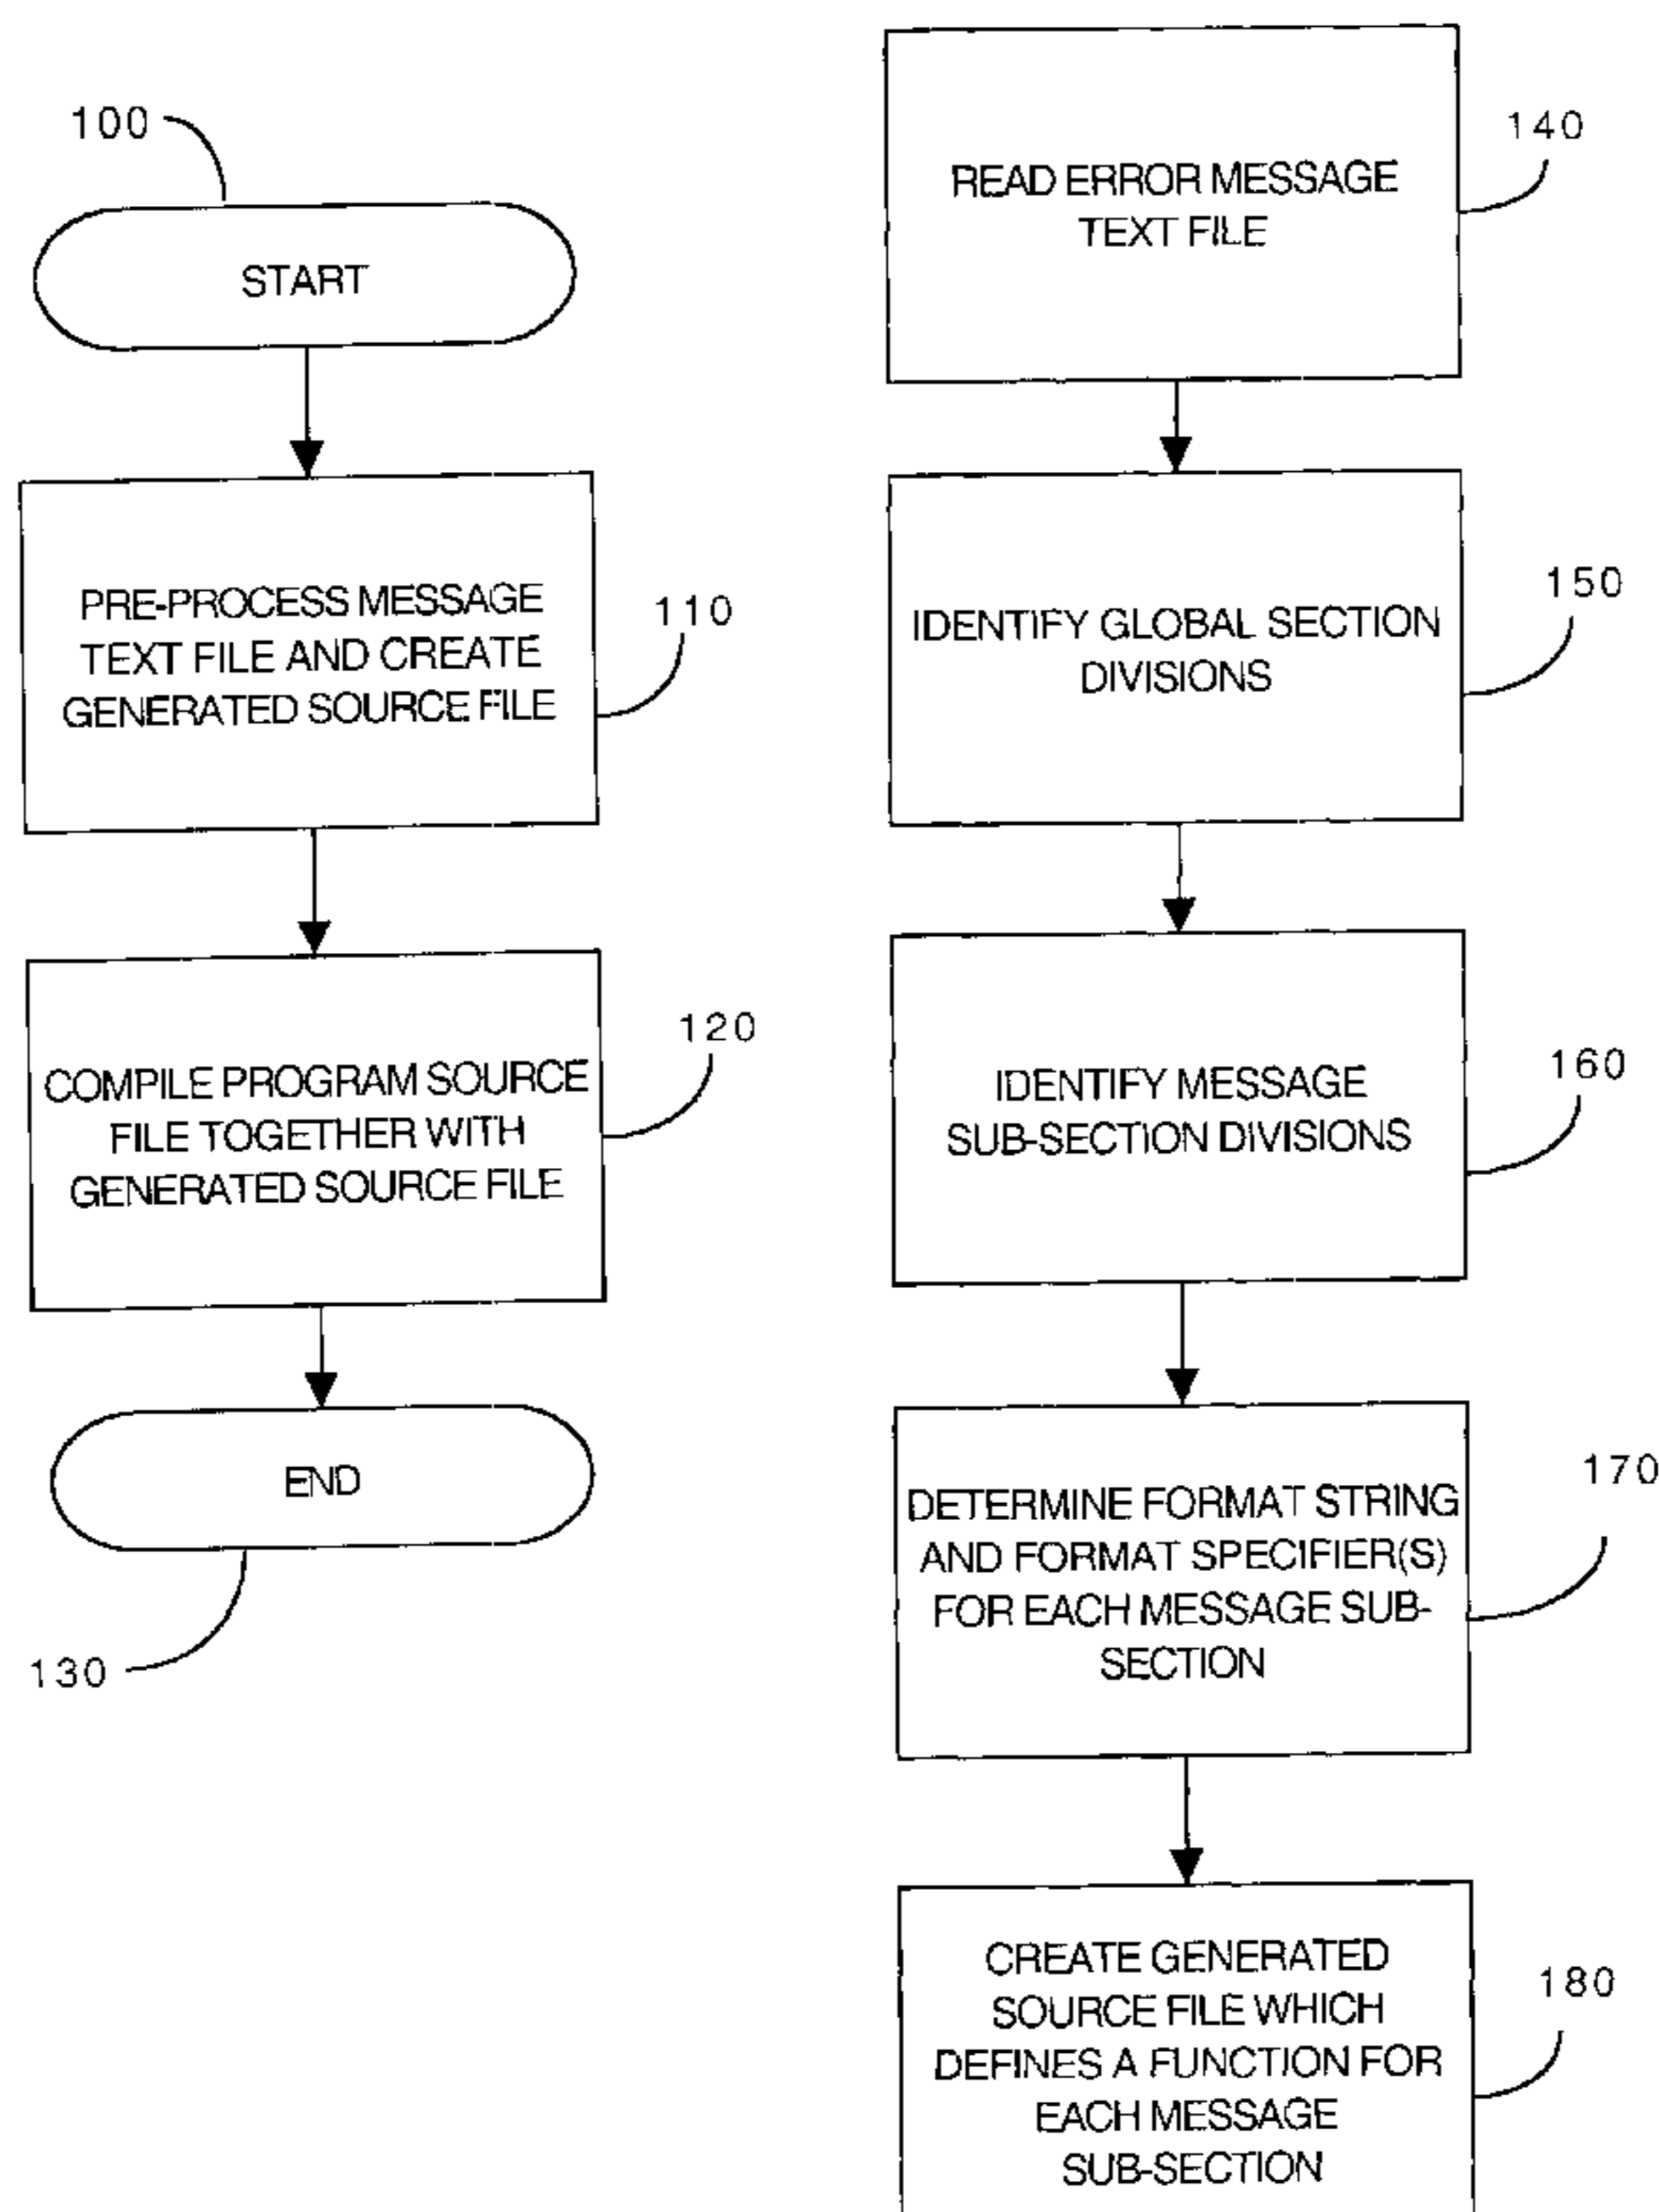 100
START
PRE-PROCESS MESSAGE
TEXT FILE AND CREATE
GENERATED SOURCE FILE
110
COMPILE PROGRAM SOURCE
FILE TOGETHER WITH
GENERATED SOURCE FILE
120
END
130
READ ERROR MESSAGE
TEXT FILE
140
IDENTIFY GLOBAL SECTION
DIVISIONS
150
IDENTIFY MESSAGE
SUB-SECTION DIVISIONS
160
DETERMINE FORMAT STRING
AND FORMAT SPECIFIER(S)
FOR EACH MESSAGE SUB-
SECTION
170
CREATE GENERATED
SOURCE FILE WHICH
DEFINES A FUNCTION FOR
EACH MESSAGE
SUB-SECTION
180